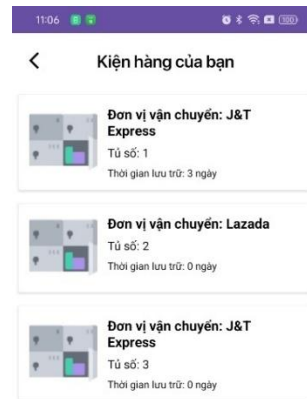 11:06
100
Kiện hàng của bạn
Đơn vị vận chuyển: J&T
Express
Tủ số: 1
Thời gian lưu trữ: 3 ngày
Đơn vị vận chuyển: Lazada
Tủ số: 2
Thời gian lưu trữ: 0 ngày
Đơn vị vận chuyển: J&T
Express
Tủ số: 3
Thời gian lưu trữ: 0 ngày